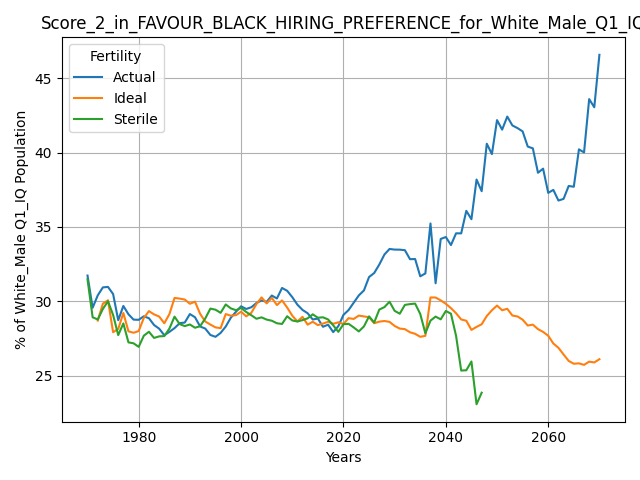 Score_2_in_FAVOUR_BLACK_HIRING_PREFERENCE_for_White_Male_Q1_IQ
Fertility
Actual
Ideal
Sterile
% of White_Male Q1_IQ Population
45
40
35
30
25
1980
2000
2020
2040
2060
Years